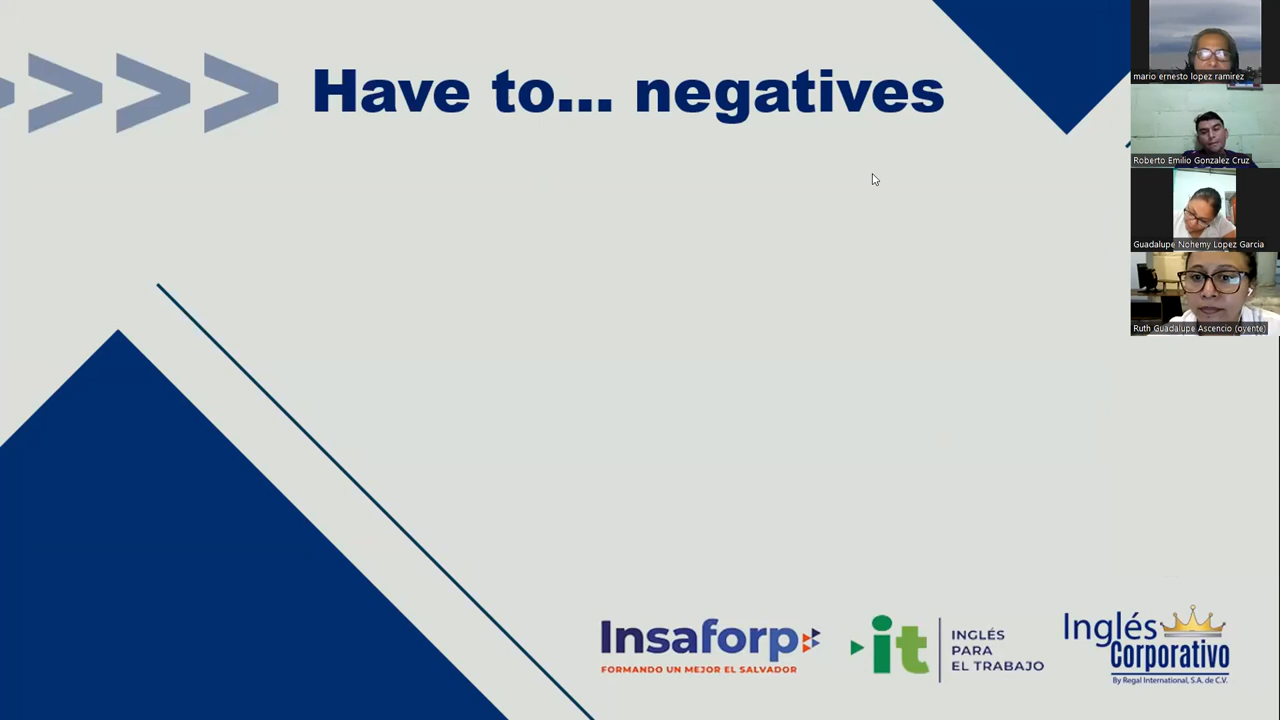 Have to... negatives
mario ernesto lopez ramirez
Roberto Emilio Gonzalez Cruz
Guadalupe Nohemy Lopez Garcia
Ruth Guadalupe Ascencio (oyente)
Insaforp
FORMANDO UN MEJOR EL SALVADOR
it
INGLÉS
PARA
EL TRABAJO
Inglés
Corporativo
By Regal International, S.A. de C.V.